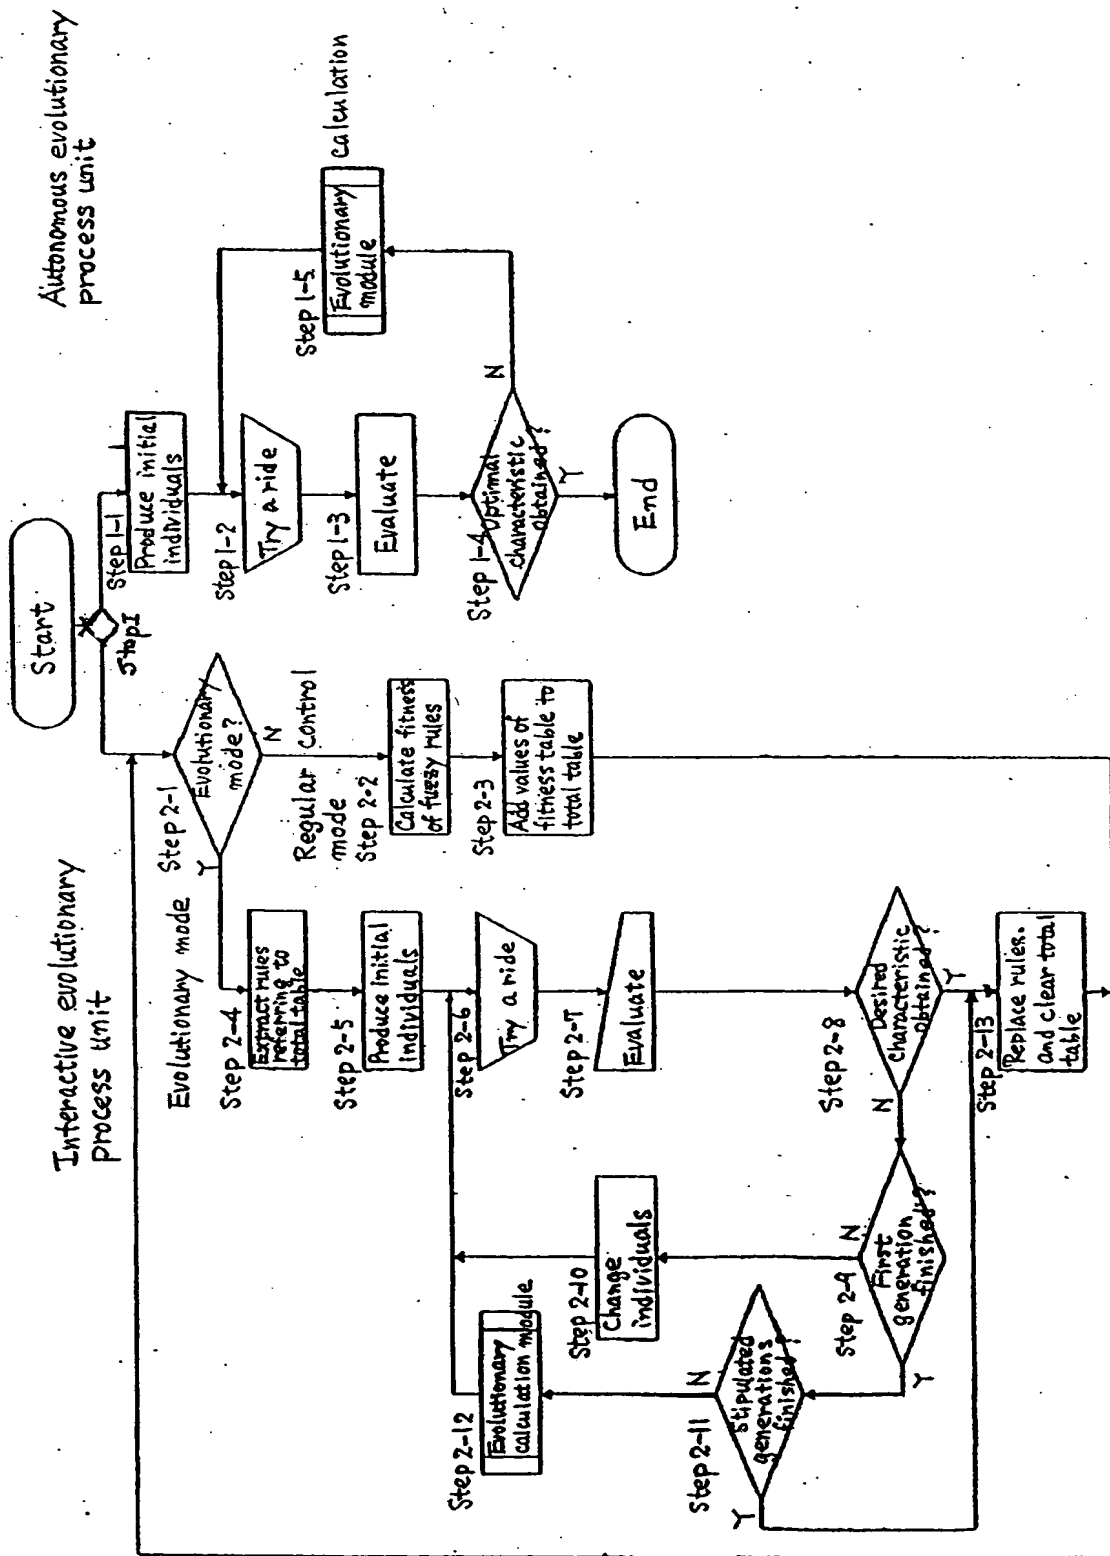 Interactive evolutionary
process unit
Autonomous evolutionary
process unit
Start
Step I
Step 1-1
Produce initial
individuals
Step 1-2
Try a ride
Step 1-3
Evaluate
Step 1-4
Optimal
characteristic
obtained?
N
Y
Step 1-5
Evolutionary
module
calculation
End
Step 2-1
Evolutionary
mode?
Y
N
Regular control
mode
Step 2-2
Calculate fitness
of fuzzy rules
Step 2-3
Add values of
fitness table to
total table
Evolutionary mode
Step 2-4
Extract rules
referring to
total table
Step 2-5
Produce initial
individuals
Step 2-6
Try a ride
Step 2-7
Evaluate
Step 2-8
Desired
characteristic
obtained?
N
Y
Step 2-9
First
generation
finished?
N
Y
Step 2-10
Change
individuals
Step 2-11
Stipulated
generations
finished?
N
Y
Step 2-12
Evolutionary
calculation module
Step 2-13
Replace rules.
and clear total
table